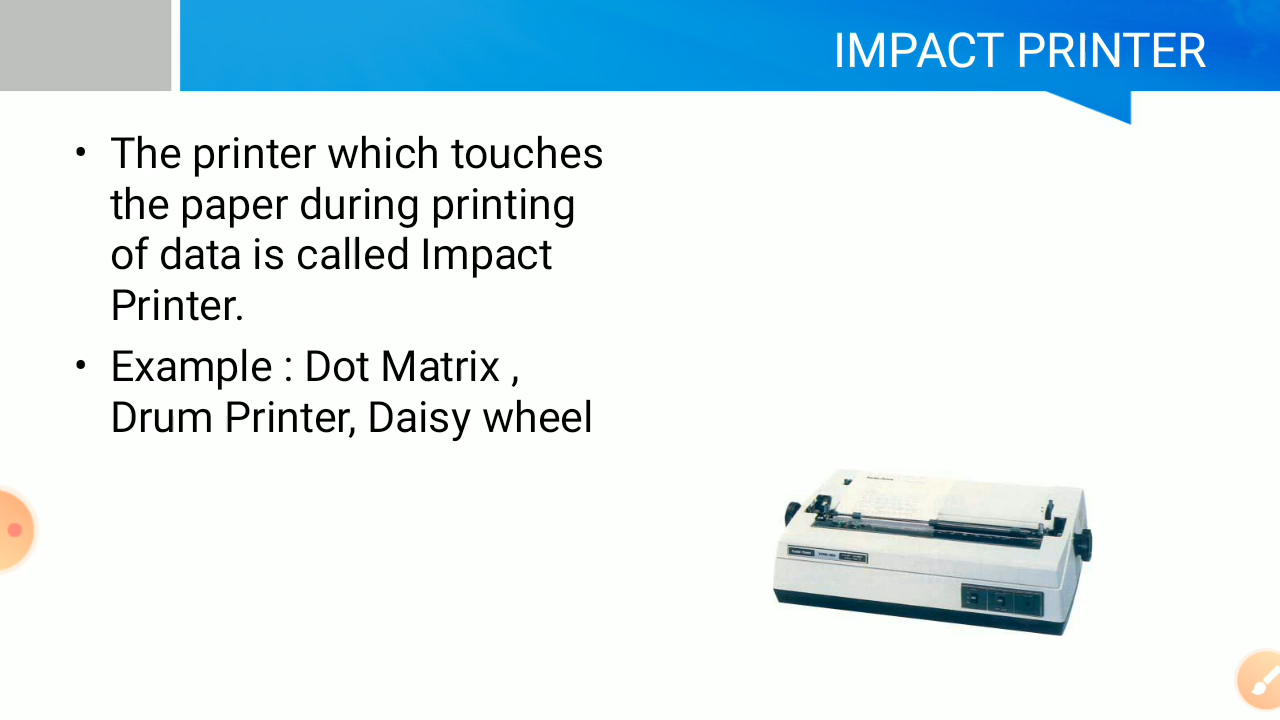 IMPACT PRINTER
• The printer which touches
the paper during printing
of data is called Impact
Printer.
• Example : Dot Matrix ,
Drum Printer, Daisy wheel